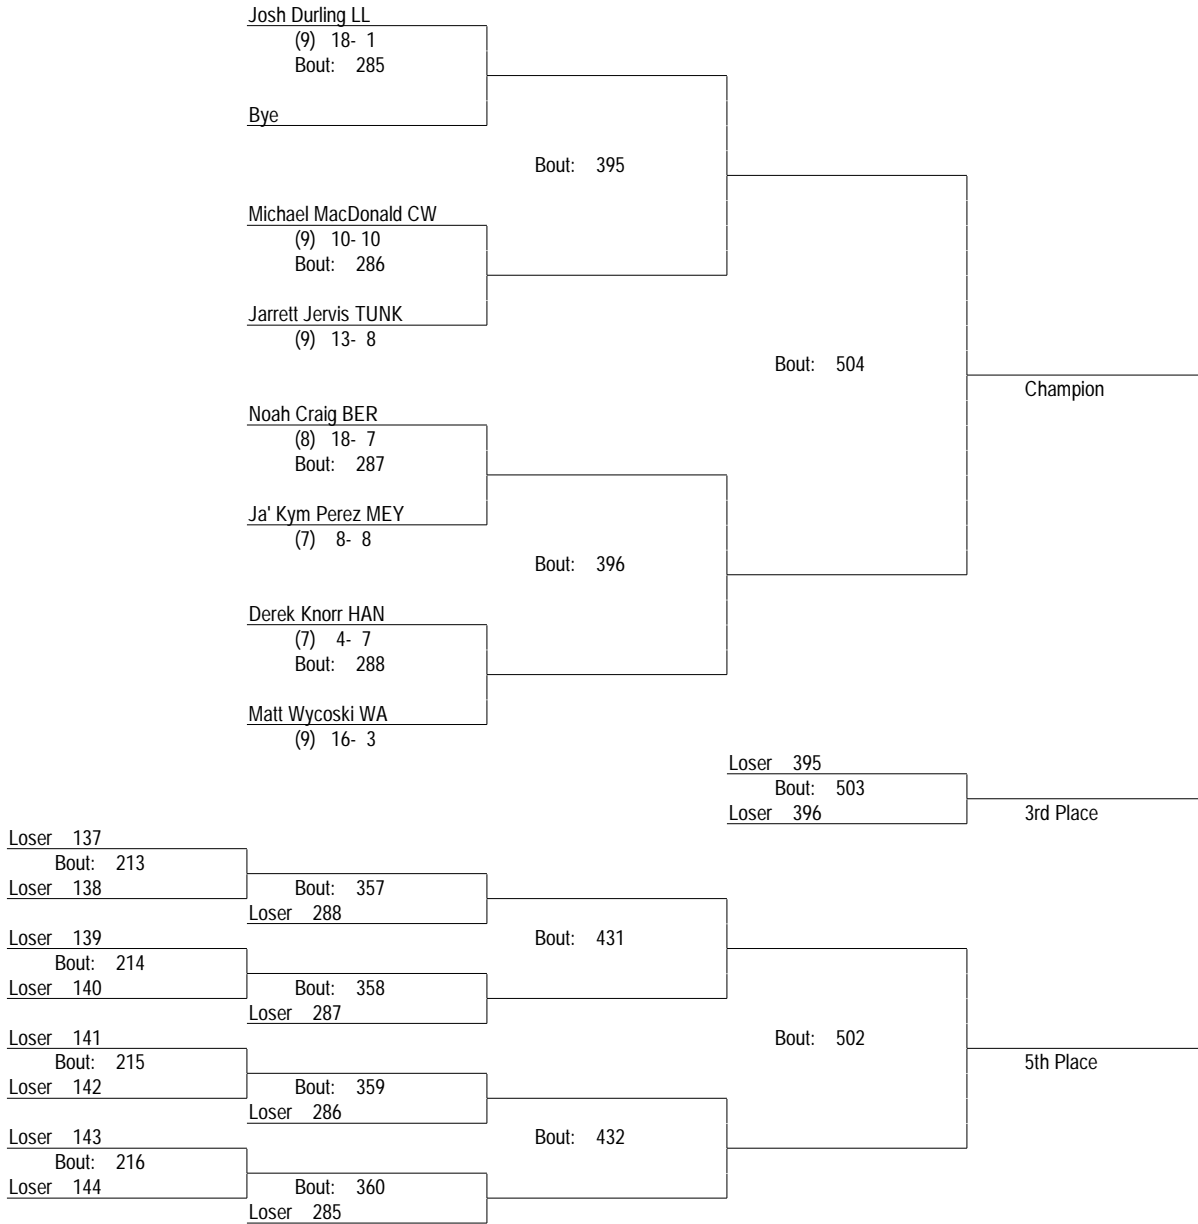 Josh Durling LL
(9) 18- 1
Bout: 285
Bye
Bout: 395
Michael MacDonald CW
(9) 10- 10
Bout: 286
Jarrett Jervis TUNK
(9) 13- 8
Bout: 504
Champion
Noah Craig BER
(8) 18- 7
Bout: 287
Ja' Kym Perez MEY
(7) 8- 8
Bout: 396
Derek Knorr HAN
(7) 4- 7
Bout: 288
Matt Wycoski WA
(9) 16- 3
Loser 395
Bout: 503
Loser 396
3rd Place
Loser 137
Bout: 213
Loser 138
Bout: 357
Loser 288
Loser 139
Bout: 431
Bout: 214
Loser 140
Bout: 358
Loser 287
Loser 141
Bout: 502
Bout: 215
5th Place
Loser 142
Bout: 359
Loser 286
Loser 143
Bout: 432
Bout: 216
Loser 144
Bout: 360
Loser 285